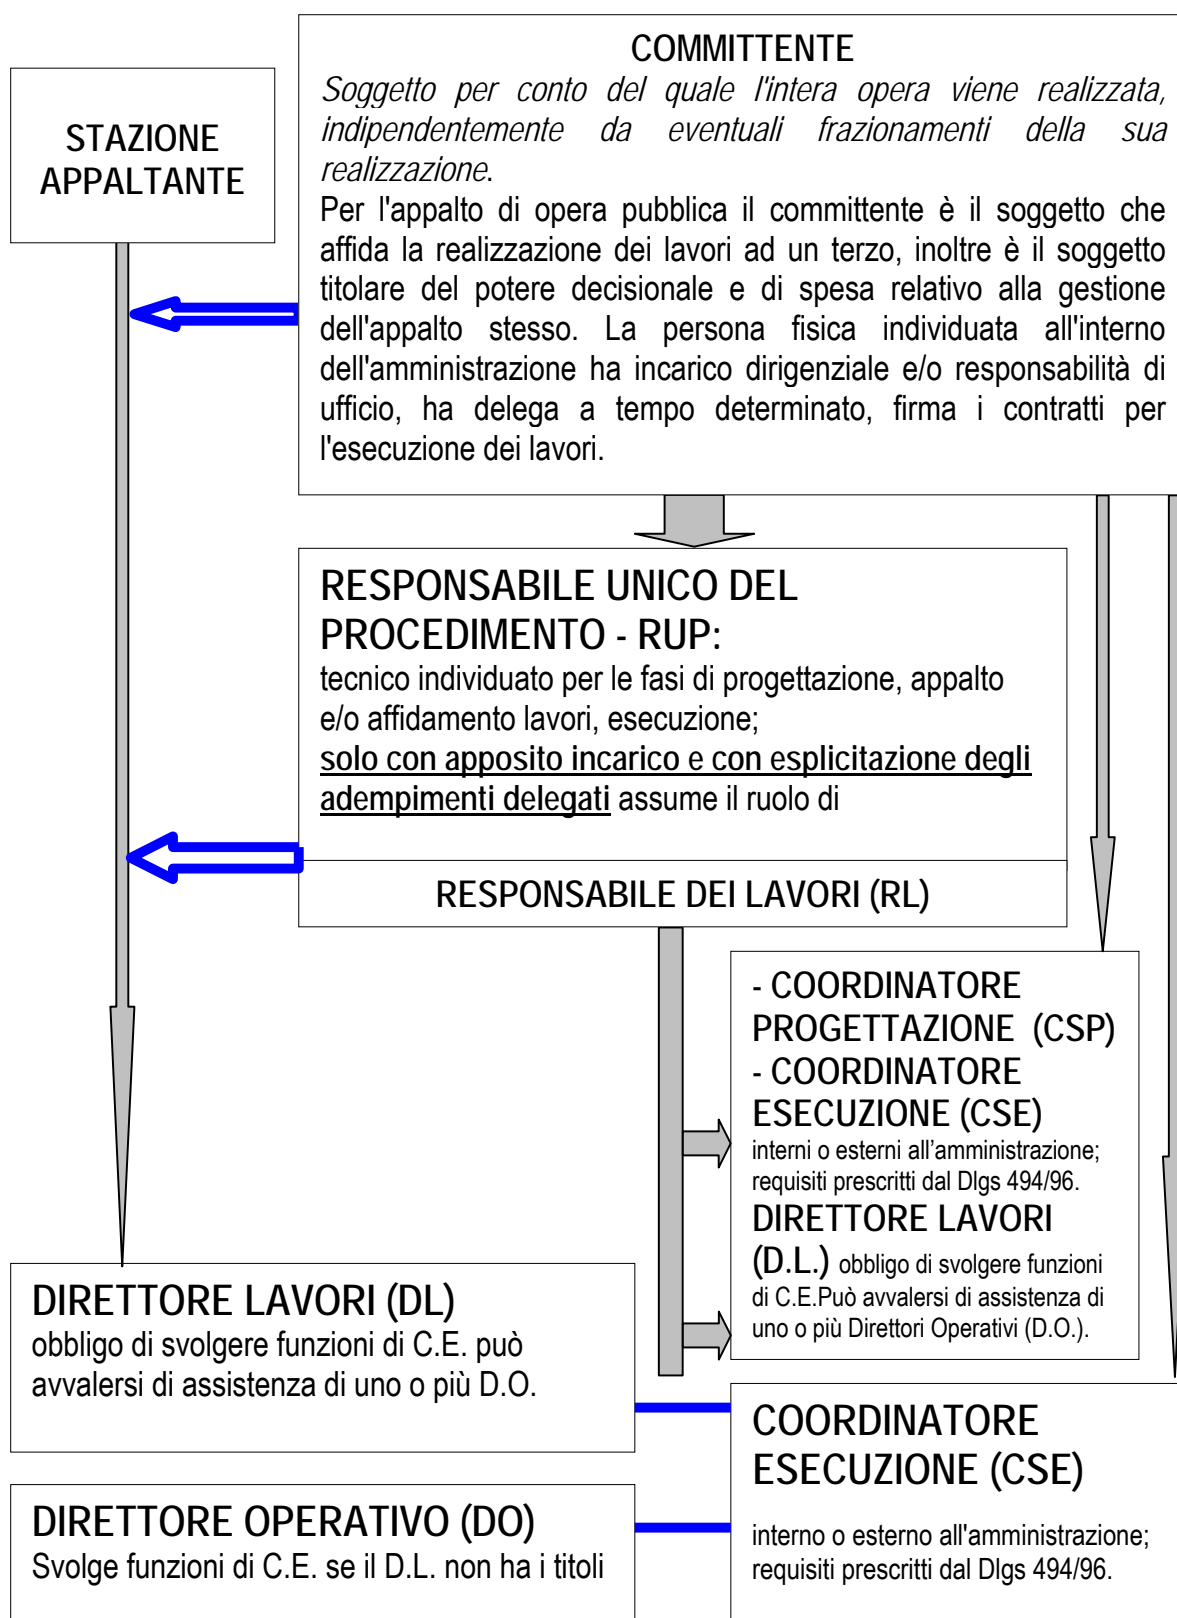 STAZIONE
APPALTANTE
COMMITTENTE
Soggetto per conto del quale l'intera opera viene realizzata,
indipendentemente da eventuali frazionamenti della sua
realizzazione.
Per l'appalto di opera pubblica il committente è il soggetto che
affida la realizzazione dei lavori ad un terzo, inoltre è il soggetto
titolare del potere decisionale e di spesa relativo alla gestione
dell'appalto stesso. La persona fisica individuata all'interno
dell'amministrazione ha incarico dirigenziale e/o responsabilità di
ufficio, ha delega a tempo determinato, firma i contratti per
l'esecuzione dei lavori.
RESPONSABILE UNICO DEL
PROCEDIMENTO - RUP:
tecnico individuato per le fasi di progettazione, appalto
e/o affidamento lavori, esecuzione;
solo con apposito incarico e con esplicitazione degli
adempimenti delegati assume il ruolo di
RESPONSABILE DEI LAVORI (RL)
- COORDINATORE
PROGETTAZIONE (CSP)
- COORDINATORE
ESECUZIONE (CSE)
interni o esterni all’amministrazione;
requisiti prescritti dal Dlgs 494/96.
DIRETTORE LAVORI
(D.L.) obbligo di svolgere funzioni
di C.E.Può avvalersi di assistenza di
uno o più Direttori Operativi (D.O.).
DIRETTORE LAVORI (DL)
obbligo di svolgere funzioni di C.E. può
avvalersi di assistenza di uno o più D.O.
COORDINATORE
ESECUZIONE (CSE)
interno o esterno all'amministrazione;
requisiti prescritti dal Dlgs 494/96.
DIRETTORE OPERATIVO (DO)
Svolge funzioni di C.E. se il D.L. non ha i titoli